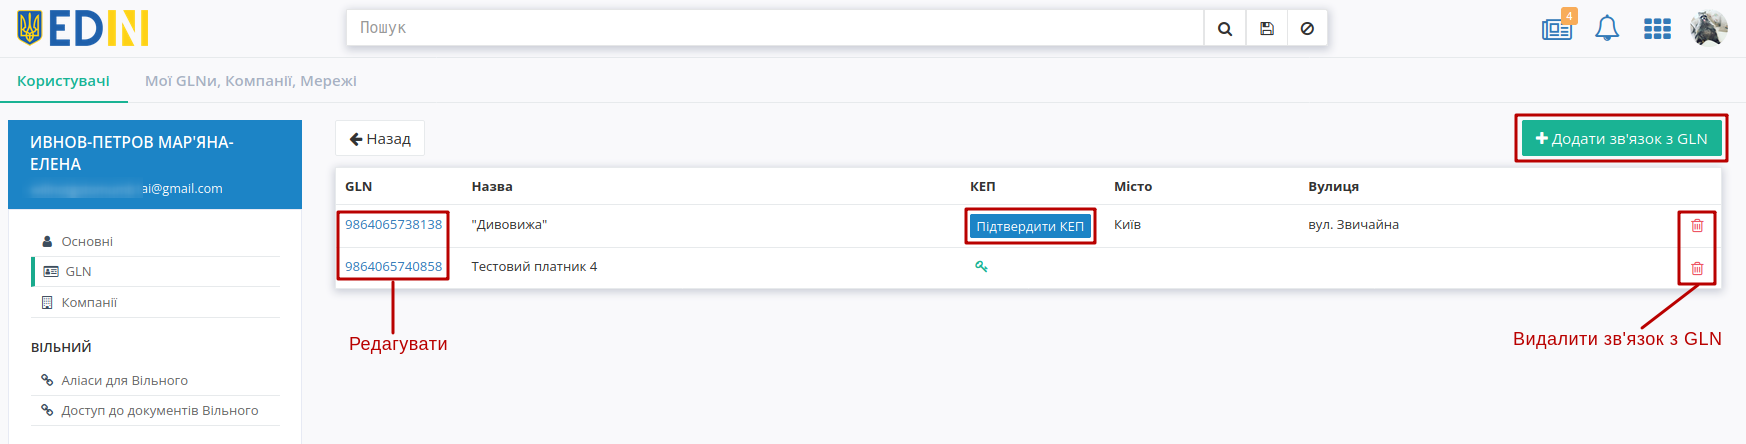 EDIN
Пошук
4
Користувачі
Мої GLNи, Компанії, Мережі
ИВНОВ-ПЕТРОВ МАР'ЯНА-
ЕЛЕНА
ai@gmail.com
Основні
GLN
Компанії
ВІЛЬНИЙ
Аліаси для Вільного
Доступ до документів Вільного
Назад
Додати зв'язок з GLN
GLN Назва КЕП Місто Вулиця
9864065738138 "Дивовижа" Підтвердити КЕП Київ вул. Звичайна
9864065740858 Тестовий платник 4
Редагувати
Видалити зв'язок з GLN